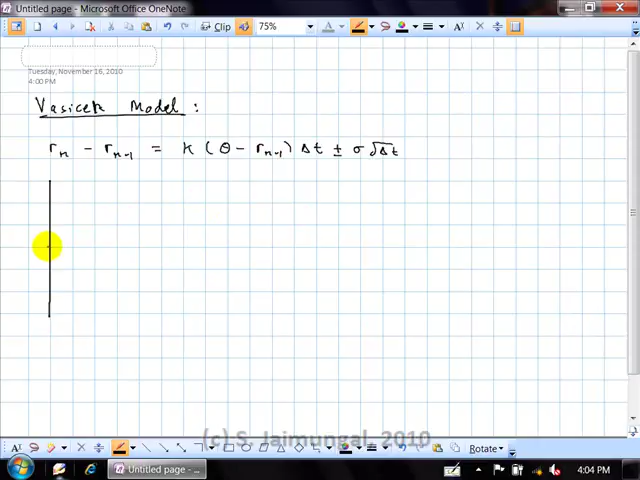 Untitled page - Microsoft Office OneNote
Clip 75%
Tuesday, November 16, 2010
4:00 PM
Vasicek Model :
rₙ - rₙ₋₁ = k ( θ - rₙ₋₁ ) Δt ± σ √Δt
(c) S. Jaimungal, 2010
Rotate
Untitled page - ...
4:04 PM